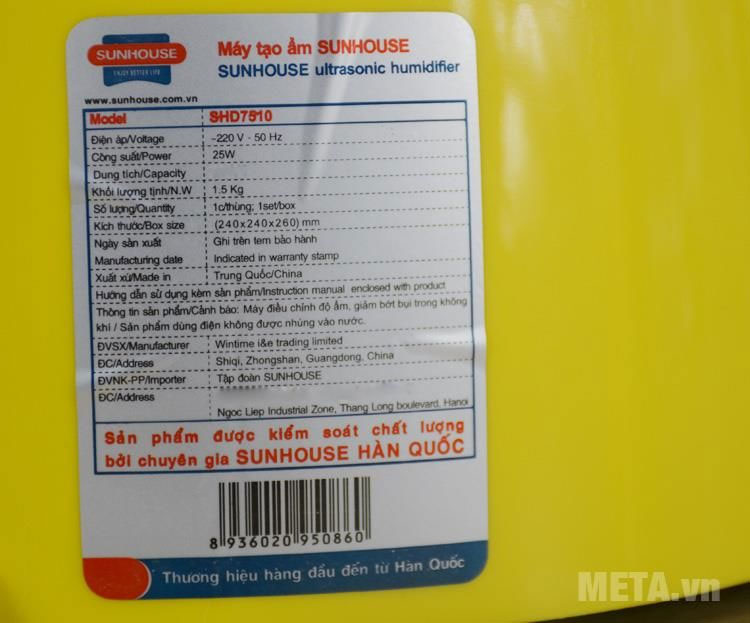 SUNHOUSE
ENJOY BETTER LIFE
www.sunhouse.com.vn
Máy tạo ẩm SUNHOUSE
SUNHOUSE ultrasonic humidifier
Model SHD7510
Điện áp/Voltage ~220 V - 50 Hz
Công suất/Power 25W
Dung tích/Capacity
Khối lượng tịnh/N.W 1.5 Kg
Số lượng/Quantity 1c/thùng; 1set/box
Kích thước/Box size (240x240x260) mm
Ngày sản xuất Ghi trên tem bảo hành
Manufacturing date Indicated in warranty stamp
Xuất xứ/Made in Trung Quốc/China
Hướng dẫn sử dụng kèm sản phẩm/Instruction manual enclosed with product
Thông tin sản phẩm/Cảnh báo: Máy điều chỉnh độ ẩm, giảm bớt bụi trong không
khí / Sản phẩm dùng điện không được nhúng vào nước.
ĐVSX/Manufacturer Wintime i&e trading limited
ĐC/Address Shiqi, Zhongshan, Guangdong, China
ĐVNK-PP/Importer Tập đoàn SUNHOUSE
ĐC/Address
Ngoc Liep Industrial Zone, Thang Long boulevard, Hanoi
Sản phẩm được kiểm soát chất lượng
bởi chuyên gia SUNHOUSE HÀN QUỐC
8 936020 950860
Thương hiệu hàng đầu đến từ Hàn Quốc
META.vn